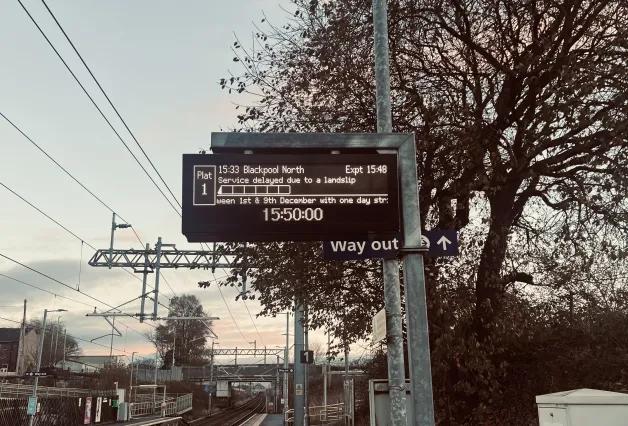 Plat
1
15:33 Blackpool North Expt 15:48
Service delayed due to a landslip
ween 1st & 9th December with one day str
15:50:00
Way out